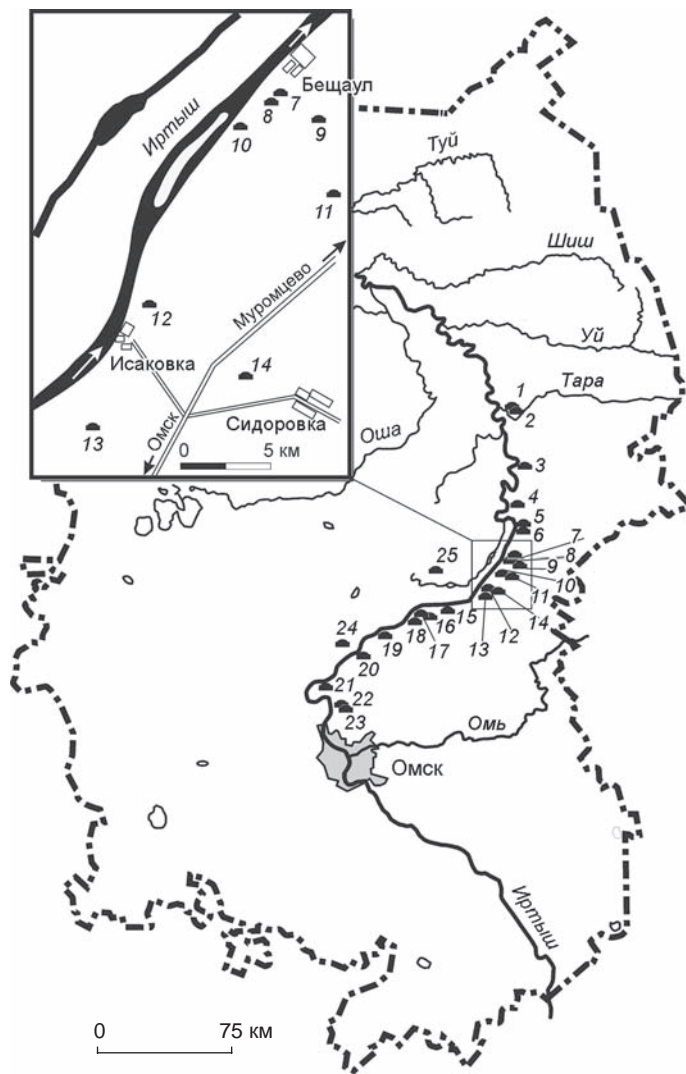 Иртыш
Бещаул
7
8
10
9
11
Муромцево
12
Исаковка
14
Сидоровка
13
Омск
0 5 км
Туй
Шиш
Уй
Тара
Оша
1
2
3
4
5
6
7
8
9
10
11
25
15
14
12
13
16
17
18
19
24
20
21
22
23
Омь
Омск
Иртыш
0 75 км